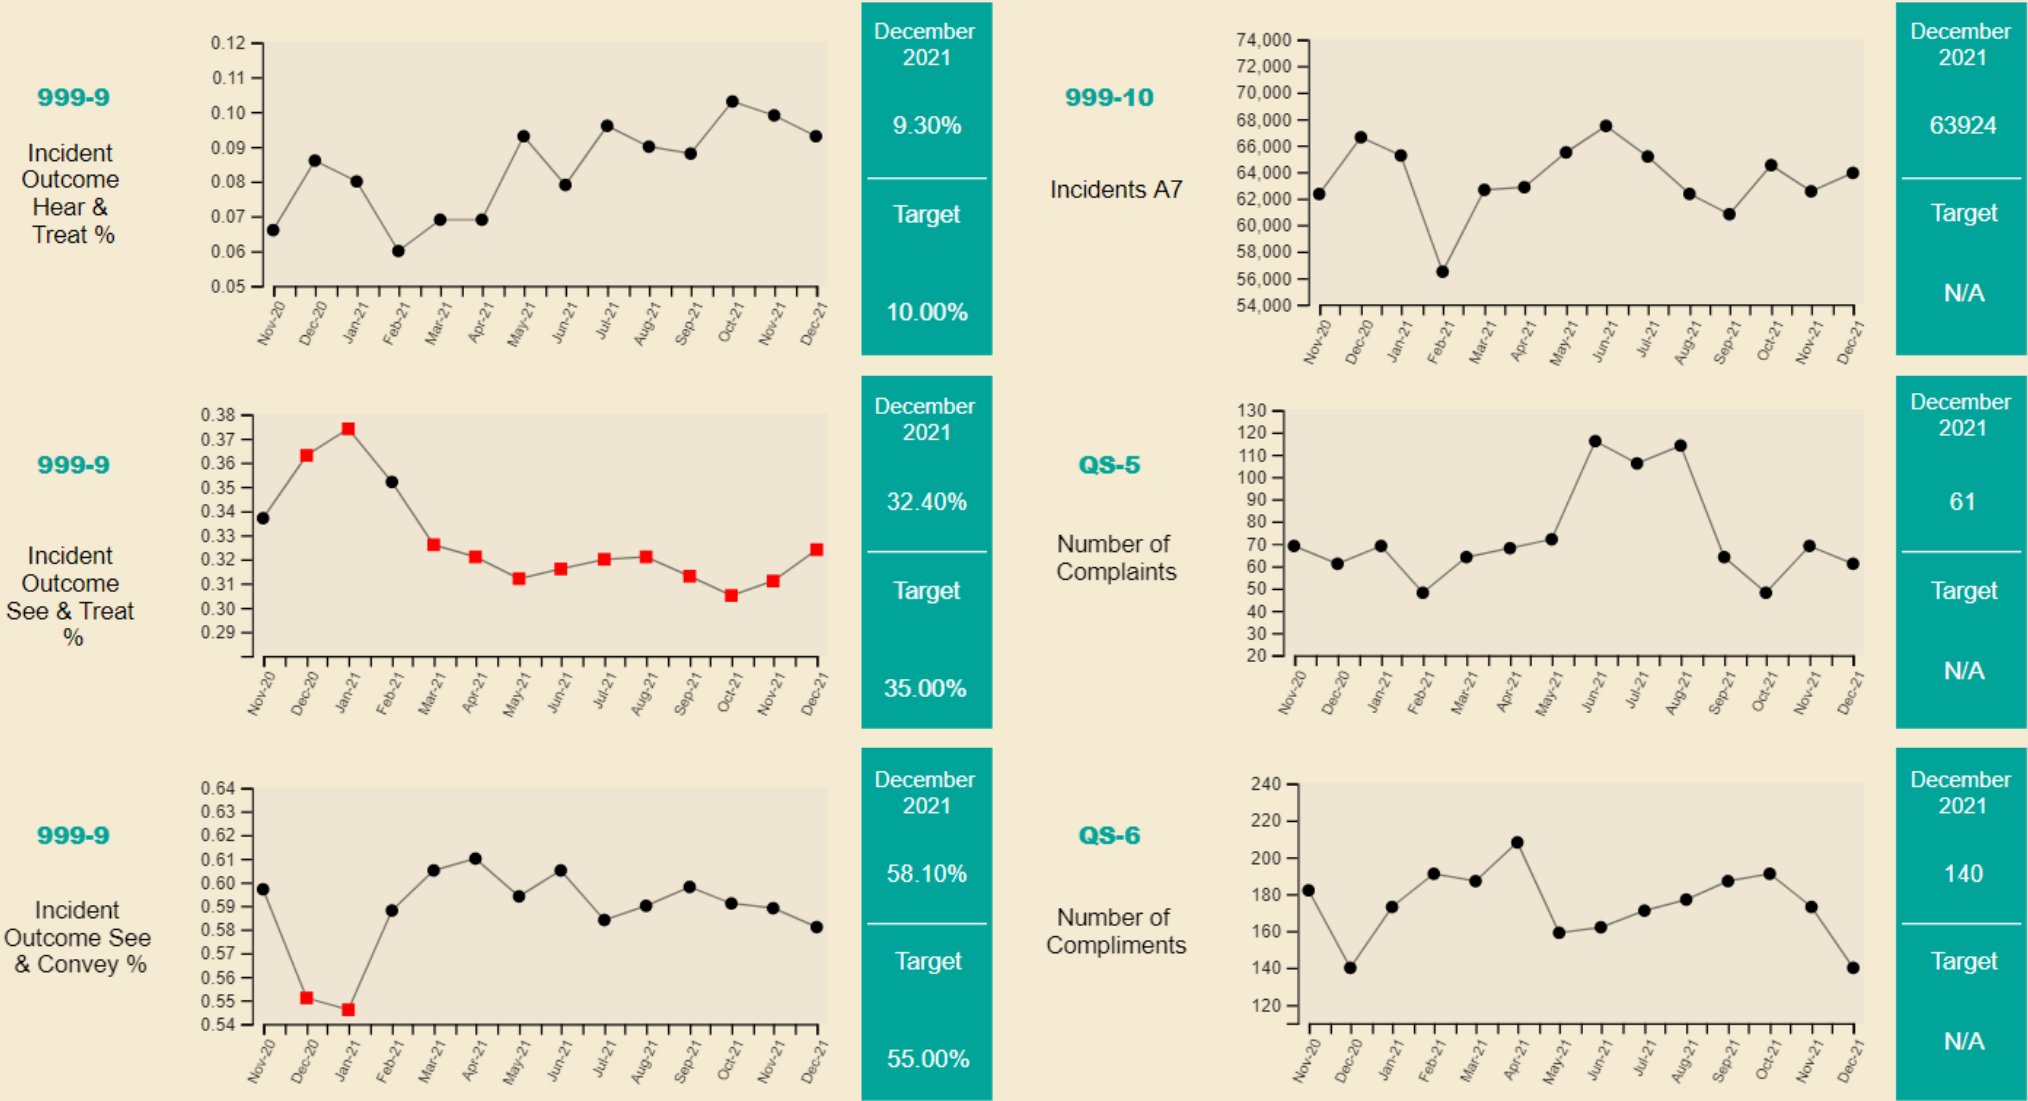 999-9
Incident
Outcome
Hear &
Treat %
0.12
0.11
0.10
0.09
0.08
0.07
0.06
0.05
Nov-20
Dec-20
Jan-21
Feb-21
Mar-21
Apr-21
May-21
Jun-21
Jul-21
Aug-21
Sep-21
Oct-21
Nov-21
Dec-21
December
2021
9.30%
Target
10.00%
999-10
Incidents A7
74,000
72,000
70,000
68,000
66,000
64,000
62,000
60,000
58,000
56,000
54,000
Nov-20
Dec-20
Jan-21
Feb-21
Mar-21
Apr-21
May-21
Jun-21
Jul-21
Aug-21
Sep-21
Oct-21
Nov-21
Dec-21
December
2021
63924
Target
N/A
999-9
Incident
Outcome
See & Treat
%
0.38
0.37
0.36
0.35
0.34
0.33
0.32
0.31
0.30
0.29
Nov-20
Dec-20
Jan-21
Feb-21
Mar-21
Apr-21
May-21
Jun-21
Jul-21
Aug-21
Sep-21
Oct-21
Nov-21
Dec-21
December
2021
32.40%
Target
35.00%
QS-5
Number of
Complaints
130
120
110
100
90
80
70
60
50
40
30
20
Nov-20
Dec-20
Jan-21
Feb-21
Mar-21
Apr-21
May-21
Jun-21
Jul-21
Aug-21
Sep-21
Oct-21
Nov-21
Dec-21
December
2021
61
Target
N/A
999-9
Incident
Outcome See
& Convey %
0.64
0.63
0.62
0.61
0.60
0.59
0.58
0.57
0.56
0.55
0.54
Nov-20
Dec-20
Jan-21
Feb-21
Mar-21
Apr-21
May-21
Jun-21
Jul-21
Aug-21
Sep-21
Oct-21
Nov-21
Dec-21
December
2021
58.10%
Target
55.00%
QS-6
Number of
Compliments
240
220
200
180
160
140
120
Nov-20
Dec-20
Jan-21
Feb-21
Mar-21
Apr-21
May-21
Jun-21
Jul-21
Aug-21
Sep-21
Oct-21
Nov-21
Dec-21
December
2021
140
Target
N/A